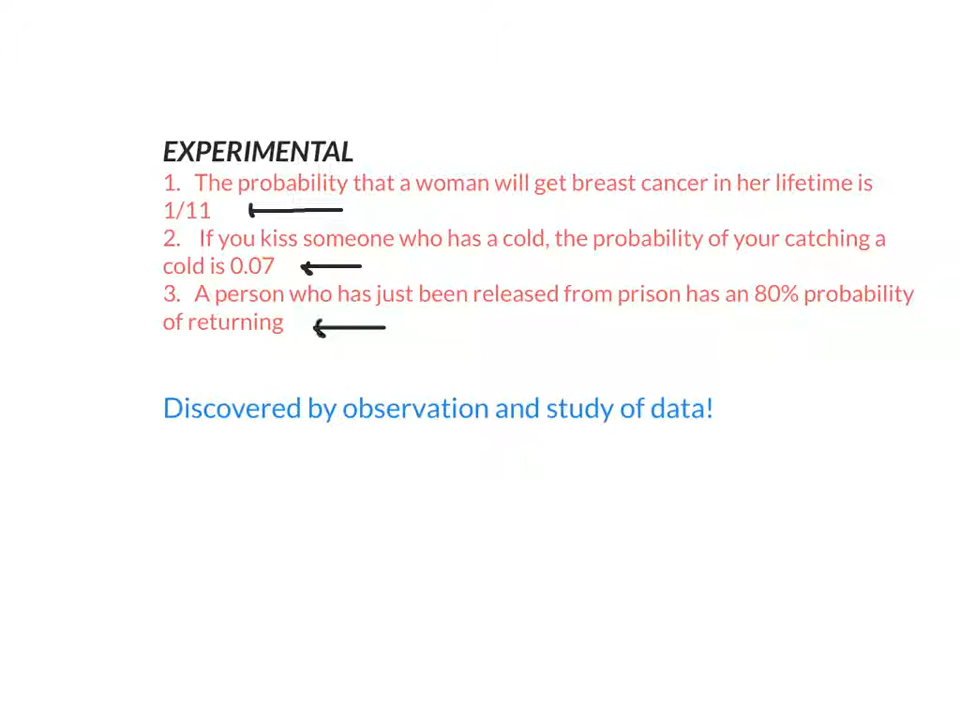 EXPERIMENTAL
1. The probability that a woman will get breast cancer in her lifetime is
1/11
2. If you kiss someone who has a cold, the probability of your catching a
cold is 0.07
3. A person who has just been released from prison has an 80% probability
of returning
Discovered by observation and study of data!